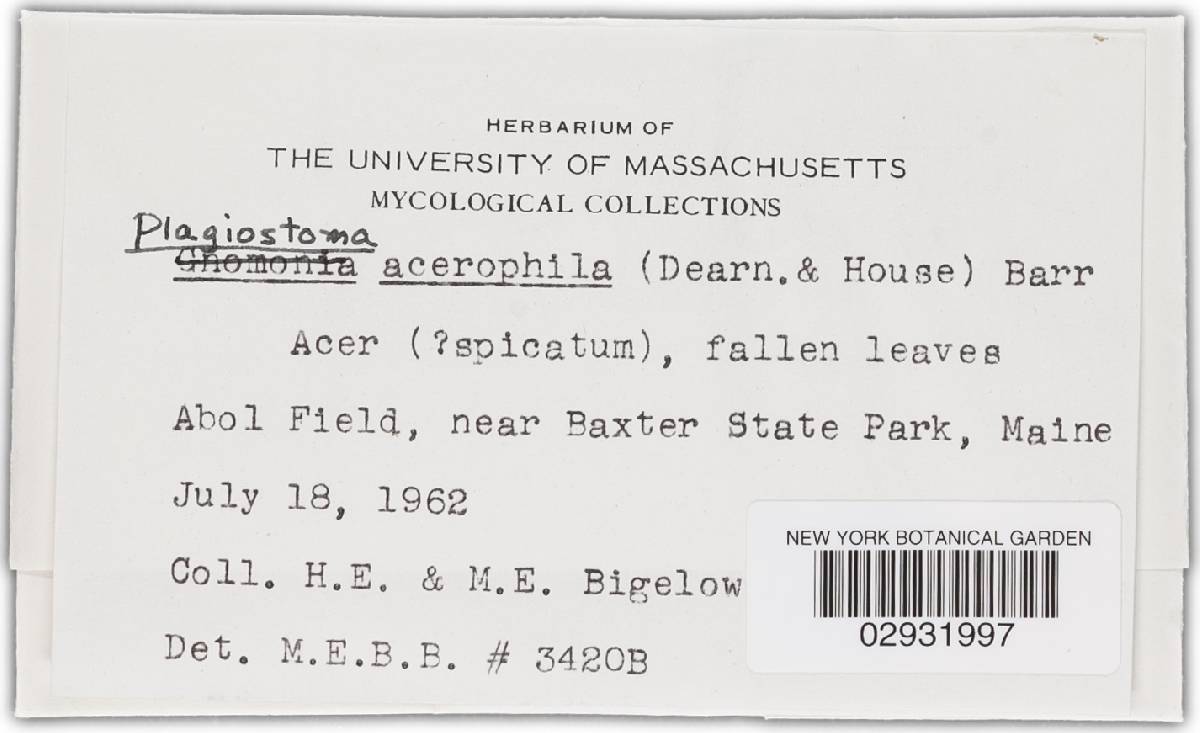 HERBARIUM OF
THE UNIVERSITY OF MASSACHUSETTS
MYCOLOGICAL COLLECTIONS
Plagiostoma
Gnomonia acerophila (Dearn. & House) Barr
Acer (?spicatum), fallen leaves
Abol Field, near Baxter State Park, Maine
July 18, 1962
Coll. H.E. & M.E. Bigelow
Det. M.E.B.B. # 3420B
NEW YORK BOTANICAL GARDEN
02931997